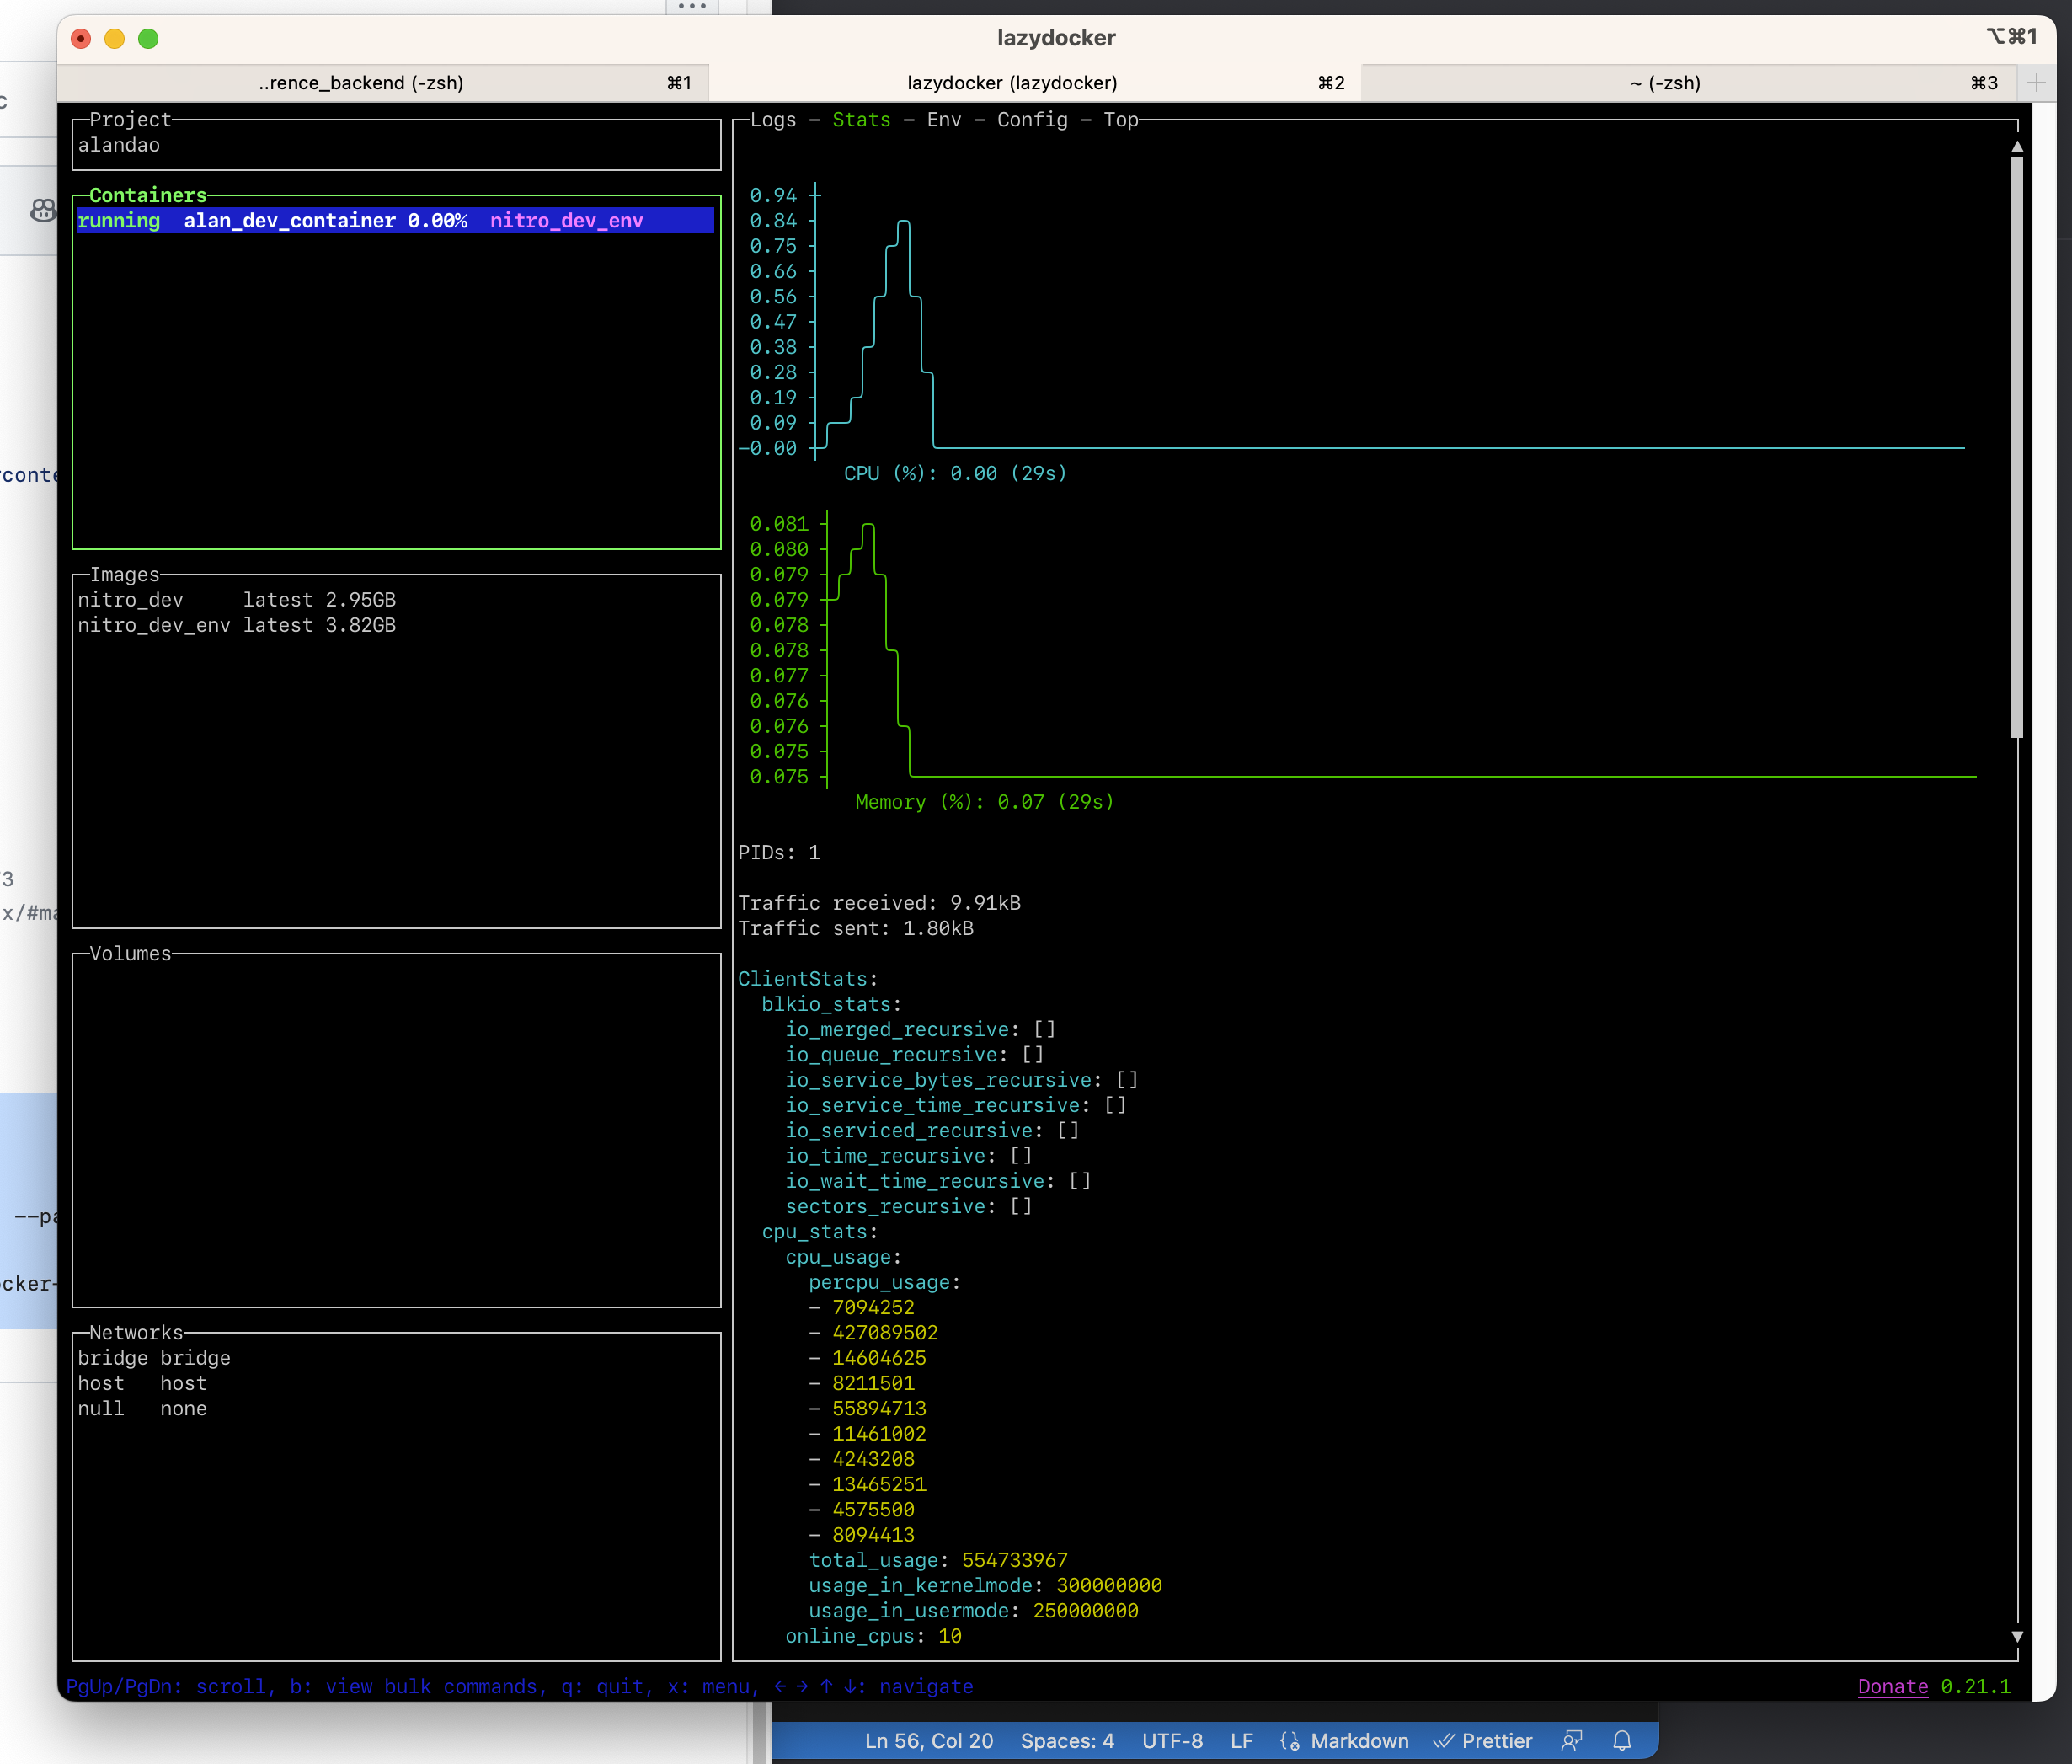 lazydocker
⌥⌘1
..rence_backend (-zsh) ⌘1
lazydocker (lazydocker) ⌘2
~ (-zsh) ⌘3
Project
alandao
Containers
running alan_dev_container 0.00% nitro_dev_env
Images
nitro_dev latest 2.95GB
nitro_dev_env latest 3.82GB
Volumes
Networks
bridge bridge
host host
null none
Logs — Stats — Env — Config — Top
0.94
0.84
0.75
0.66
0.56
0.47
0.38
0.28
0.19
0.09
-0.00
CPU (%): 0.00 (29s)
0.081
0.080
0.079
0.079
0.078
0.078
0.077
0.076
0.076
0.075
0.075
Memory (%): 0.07 (29s)
PIDs: 1
Traffic received: 9.91kB
Traffic sent: 1.80kB
ClientStats:
blkio_stats:
io_merged_recursive: []
io_queue_recursive: []
io_service_bytes_recursive: []
io_service_time_recursive: []
io_serviced_recursive: []
io_time_recursive: []
io_wait_time_recursive: []
sectors_recursive: []
cpu_stats:
cpu_usage:
percpu_usage:
- 7094252
- 427089502
- 14604625
- 8211501
- 55894713
- 11461002
- 4243208
- 13465251
- 4575500
- 8094413
total_usage: 554733967
usage_in_kernelmode: 300000000
usage_in_usermode: 250000000
online_cpus: 10
PgUp/PgDn: scroll, b: view bulk commands, q: quit, x: menu, ← → ↑ ↓: navigate
Donate 0.21.1
Ln 56, Col 20 Spaces: 4 UTF-8 LF Markdown Prettier